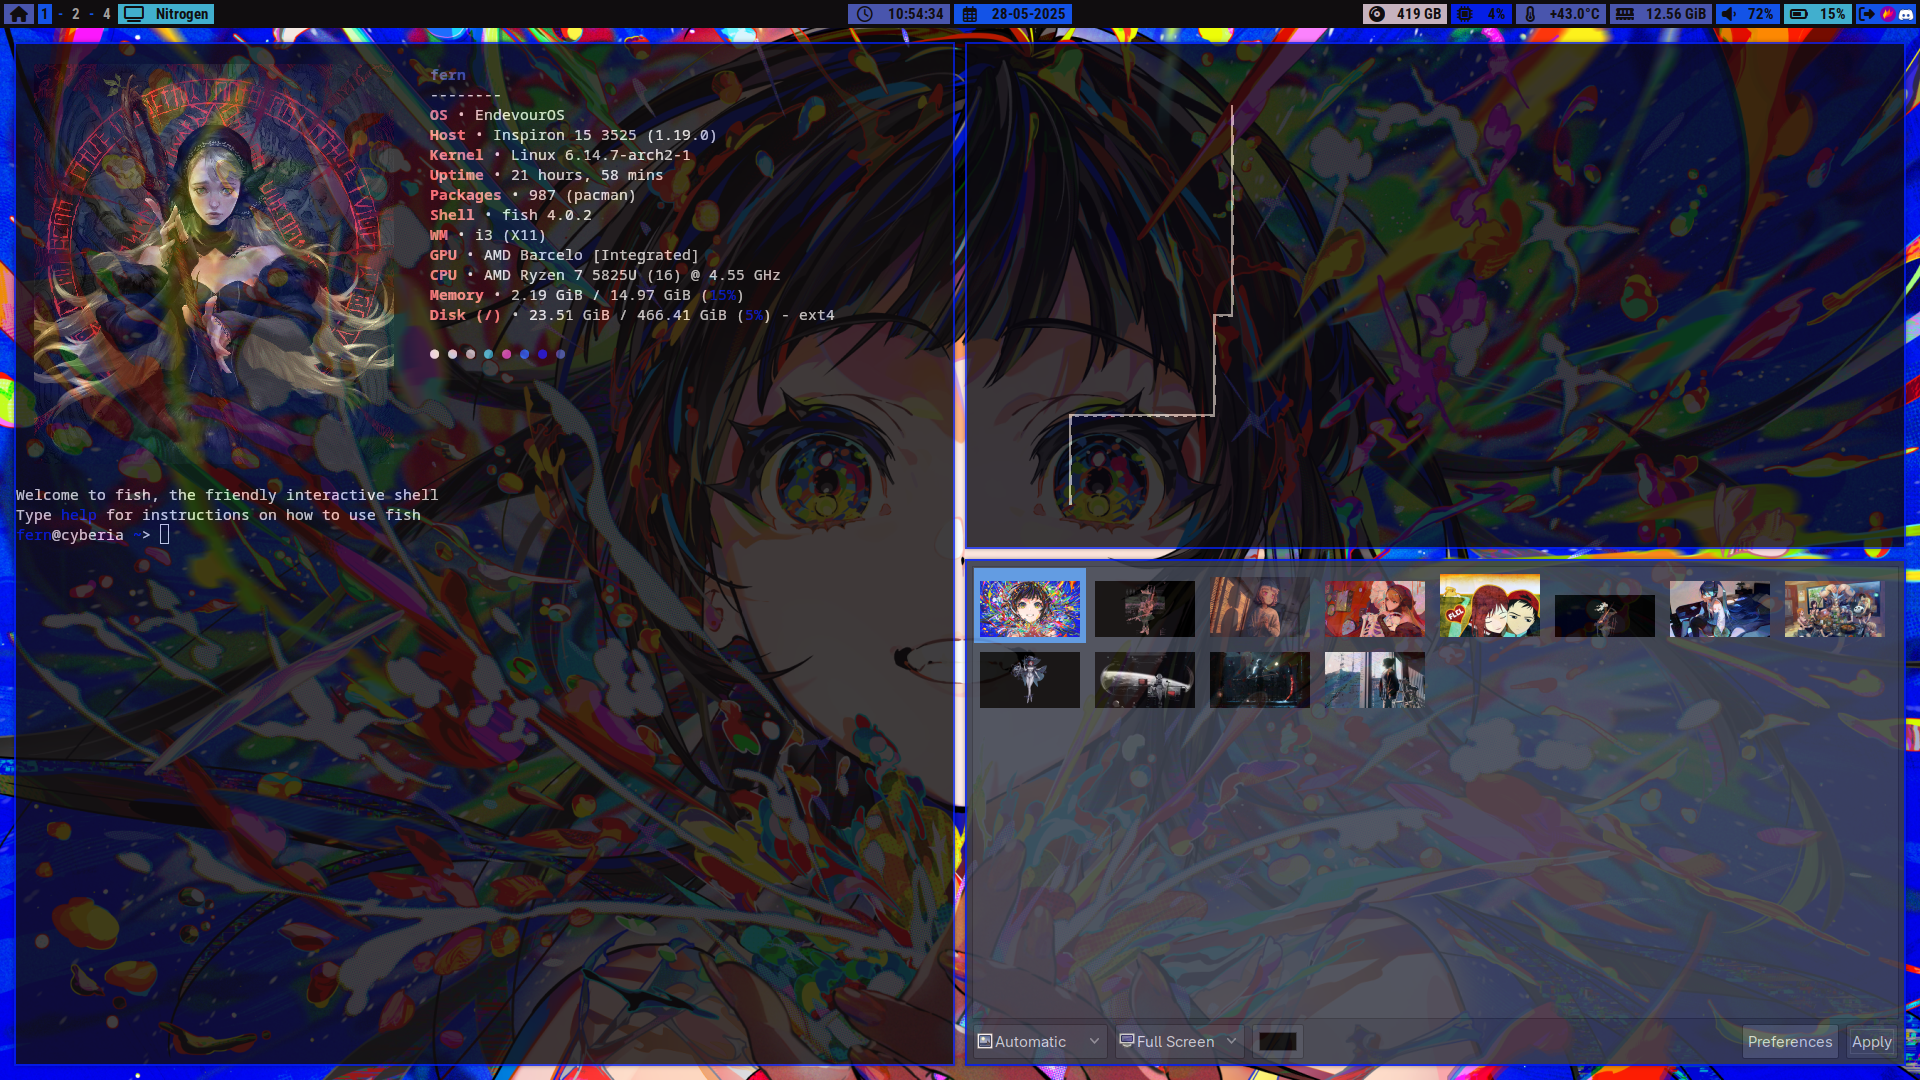 1 - 2 - 4 Nitrogen 10:54:34 28-05-2025 419 GB 4% +43.0°C 12.56 GiB 72% 15%
fern
--------
OS • EndevourOS
Host • Inspiron 15 3525 (1.19.0)
Kernel • Linux 6.14.7-arch2-1
Uptime • 21 hours, 58 mins
Packages • 987 (pacman)
Shell • fish 4.0.2
WM • i3 (X11)
GPU • AMD Barcelo [Integrated]
CPU • AMD Ryzen 7 5825U (16) @ 4.55 GHz
Memory • 2.19 GiB / 14.97 GiB (15%)
Disk (/) • 23.51 GiB / 466.41 GiB (5%) - ext4
Welcome to fish, the friendly interactive shell
Type help for instructions on how to use fish
fern@cyberia ~>
FLCL
Automatic Full Screen Preferences Apply